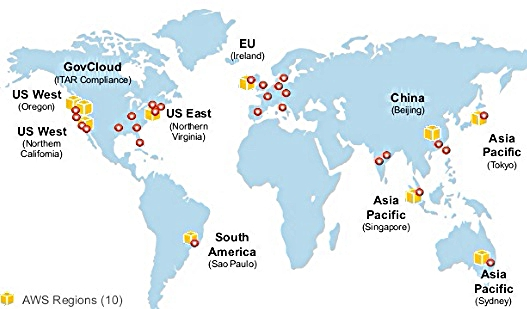 EU
(Ireland)
GovCloud
(ITAR Compliance)
US West
(Oregon)
US East
(Northern
Virginia)
US West
(Northern
California)
China
(Beijing)
Asia
Pacific
(Tokyo)
Asia
Pacific
(Singapore)
South
America
(Sao Paulo)
Asia
Pacific
(Sydney)
AWS Regions (10)